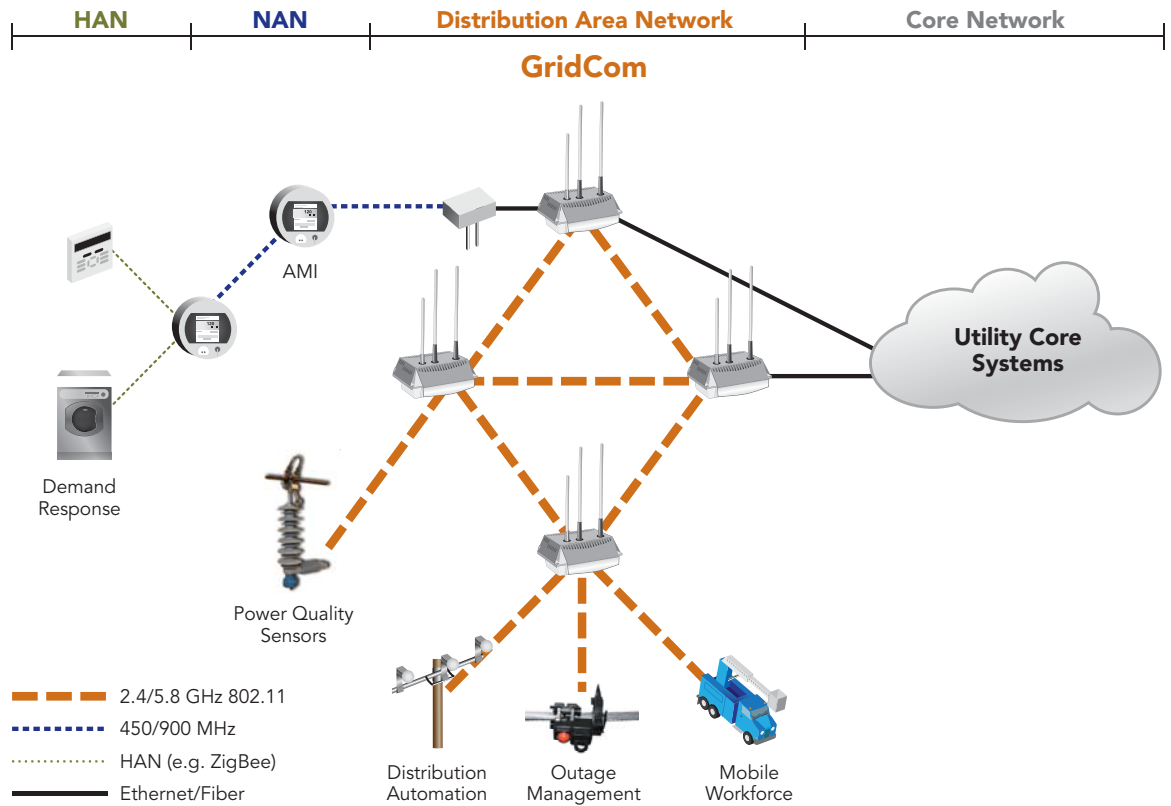 HAN
NAN
Distribution Area Network
Core Network
GridCom
AMI
Utility Core
Systems
Demand
Response
Power Quality
Sensors
2.4/5.8 GHz 802.11
450/900 MHz
HAN (e.g. ZigBee)
Ethernet/Fiber
Distribution
Automation
Outage
Management
Mobile
Workforce